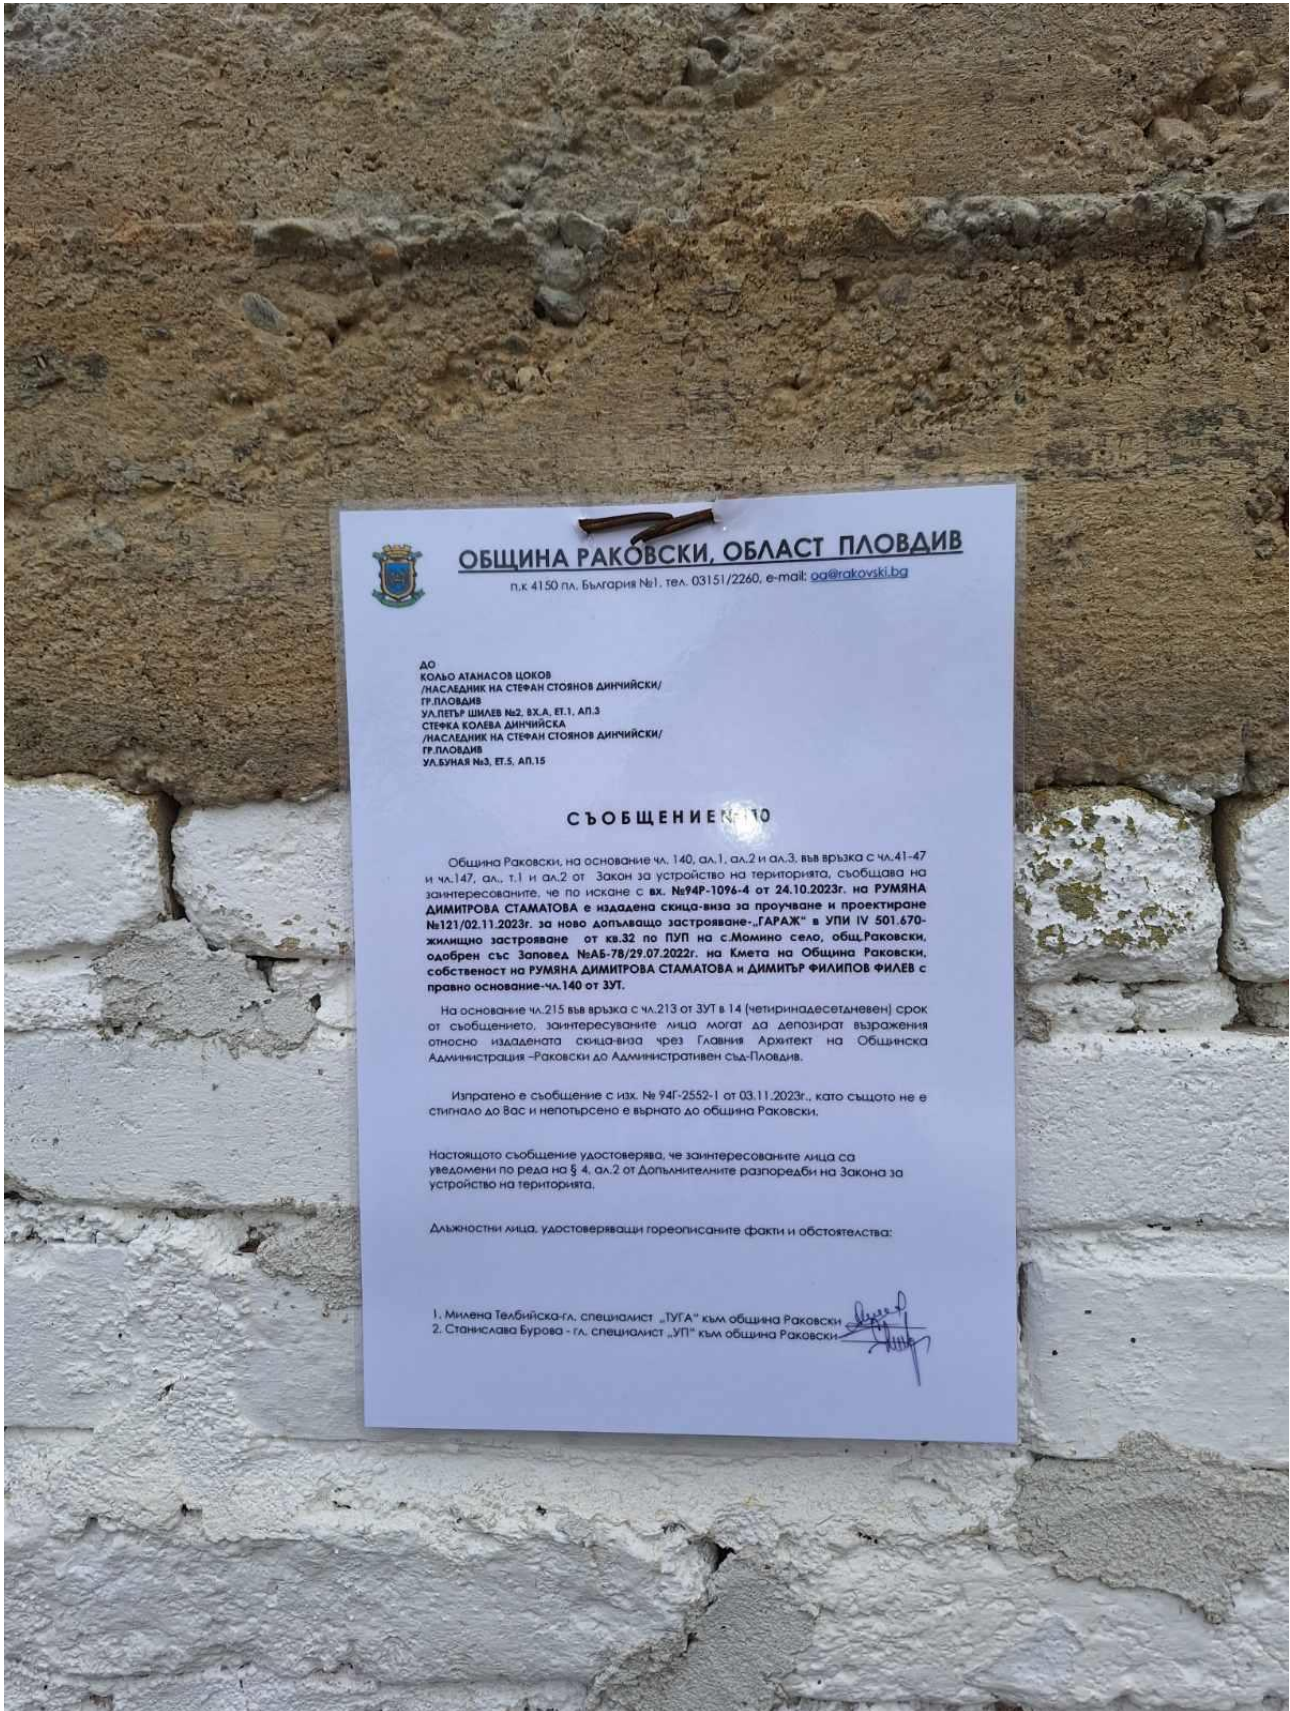 ОБЩИНА РАКОВСКИ, ОБЛАСТ ПЛОВДИВ
п.к 4150 пл. България №1, тел. 03151/2260, e-mail: oa@rakovski.bg
ДО
КОЛЬО АТАНАСОВ ЦОКОВ
/НАСЛЕДНИК НА СТЕФАН СТОЯНОВ ДИНЧИЙСКИ/
ГР.ПЛОВДИВ
УЛ.ПЕТЪР ШИЛЕВ №2, ВХ.А, ЕТ.1, АП.3
СТЕФКА КОЛЕВА ДИНЧИЙСКА
/НАСЛЕДНИК НА СТЕФАН СТОЯНОВ ДИНЧИЙСКИ/
ГР.ПЛОВДИВ
УЛ.БУНАЯ №3, ЕТ.5, АП.15
СЪОБЩЕНИЕ
Община Раковски, на основание чл. 140, ал.1, ал.2 и ал.3, във връзка с чл.41-47
и чл.147, ал., т.1 и ал.2 от Закон за устройство на територията, съобщава на
заинтересованите, че по искане с вх. №94Р-1096-4 от 24.10.2023г. на РУМЯНА
ДИМИТРОВА СТАМАТОВА е издадена скица-виза за проучване и проектиране
№121/02.11.2023г. за ново допълващо застрояване-„ГАРАЖ“ в УПИ IV 501.670-
жилищно застрояване от кв.32 по ПУП на с.Момино село, общ.Раковски,
одобрен със Заповед №АБ-78/29.07.2022г. на Кмета на Община Раковски,
собственост на РУМЯНА ДИМИТРОВА СТАМАТОВА и ДИМИТЪР ФИЛИПОВ ФИЛЕВ с
правно основание-чл.140 от ЗУТ.
На основание чл.215 във връзка с чл.213 от ЗУТ в 14 (четиринадесетдневен) срок
от съобщението, заинтересуваните лица могат да депозират възражения
относно издадената скица-виза чрез Главния Архитект на Общинска
Администрация –Раковски до Административен съд-Пловдив.
Изпратено е съобщение с изх. № 94Г-2552-1 от 03.11.2023г., като същото не е
стигнало до Вас и непотърсено е върнато до община Раковски.
Настоящото съобщение удостоверява, че заинтересованите лица са
уведомени по реда на § 4, ал.2 от Допълнителните разпоредби на Закона за
устройство на територията.
Длъжностни лица, удостоверяващи гореописаните факти и обстоятелства:
1. Милена Телбийска-гл. специалист „ТУГА“ към община Раковски
2. Станислава Бурова - гл. специалист „УП“ към община Раковски